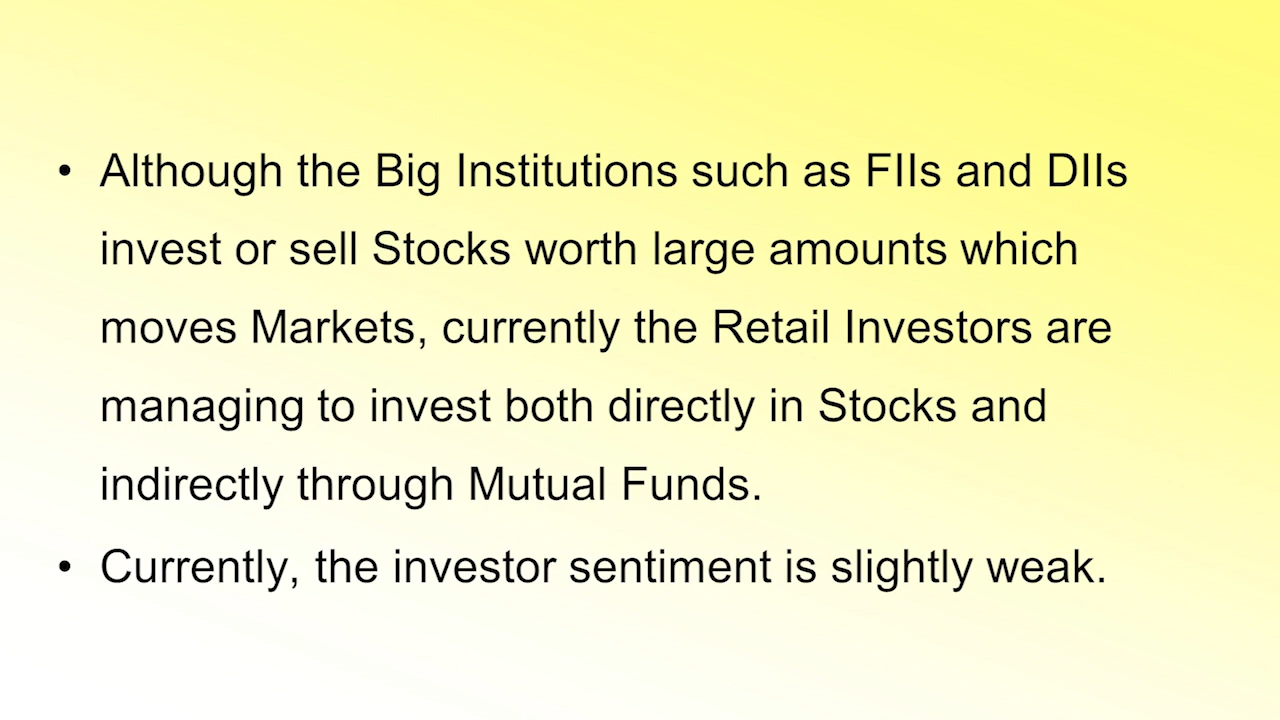 • Although the Big Institutions such as FIIs and DIIs
invest or sell Stocks worth large amounts which
moves Markets, currently the Retail Investors are
managing to invest both directly in Stocks and
indirectly through Mutual Funds.
• Currently, the investor sentiment is slightly weak.